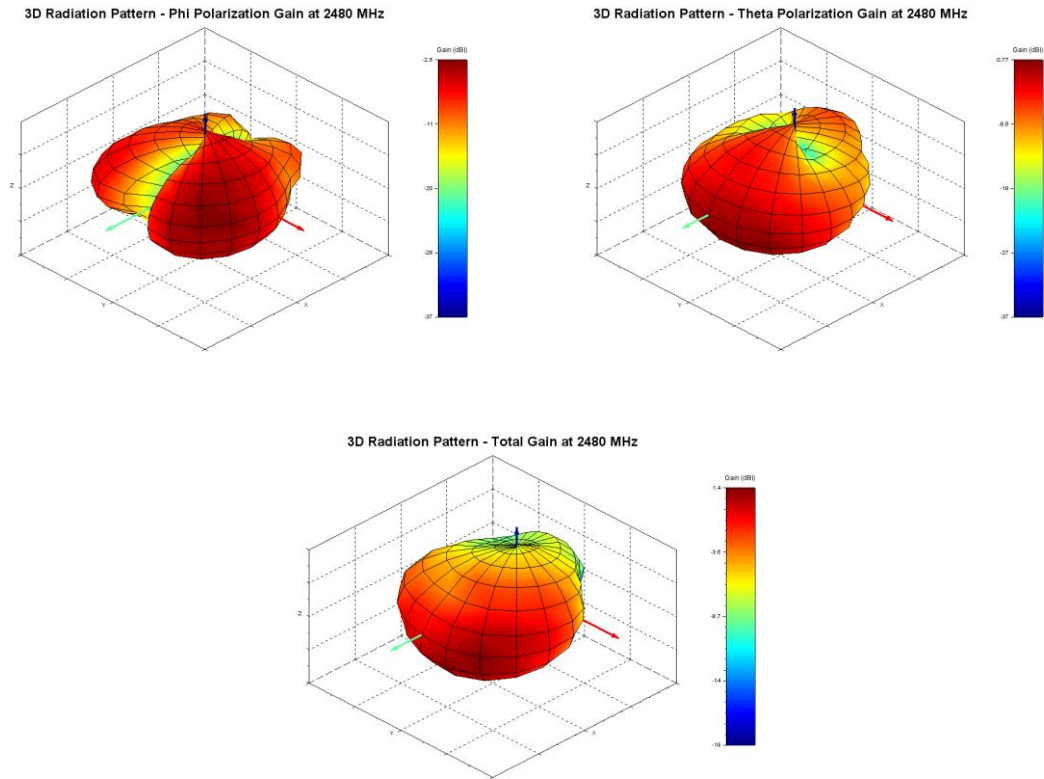 3D Radiation Pattern - Phi Polarization Gain at 2480 MHz
Gain (dBi)
-2.8
-11
-20
-28
-37
Z
Y
X
3D Radiation Pattern - Theta Polarization Gain at 2480 MHz
Gain (dBi)
0.77
-8.6
-18
-27
-37
Z
Y
X
3D Radiation Pattern - Total Gain at 2480 MHz
Gain (dBi)
1.4
-3.6
-8.7
-14
-19
Z
Y
X